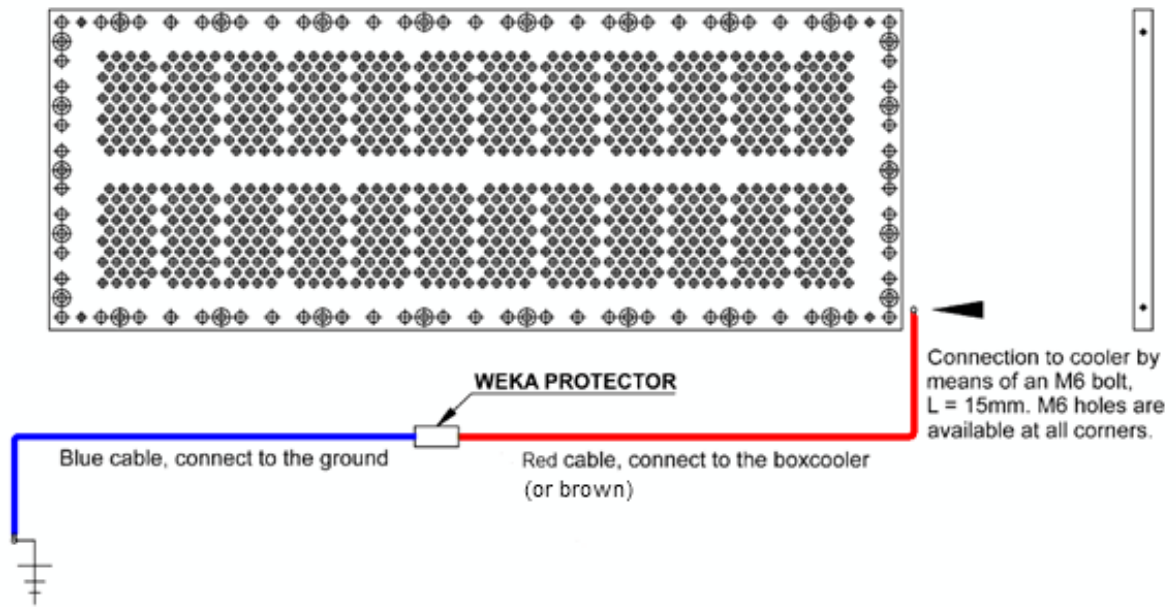 WEKA PROTECTOR
Connection to cooler by
means of an M6 bolt,
L = 15mm. M6 holes are
available at all corners.
Blue cable, connect to the ground
Red cable, connect to the boxcooler
(or brown)